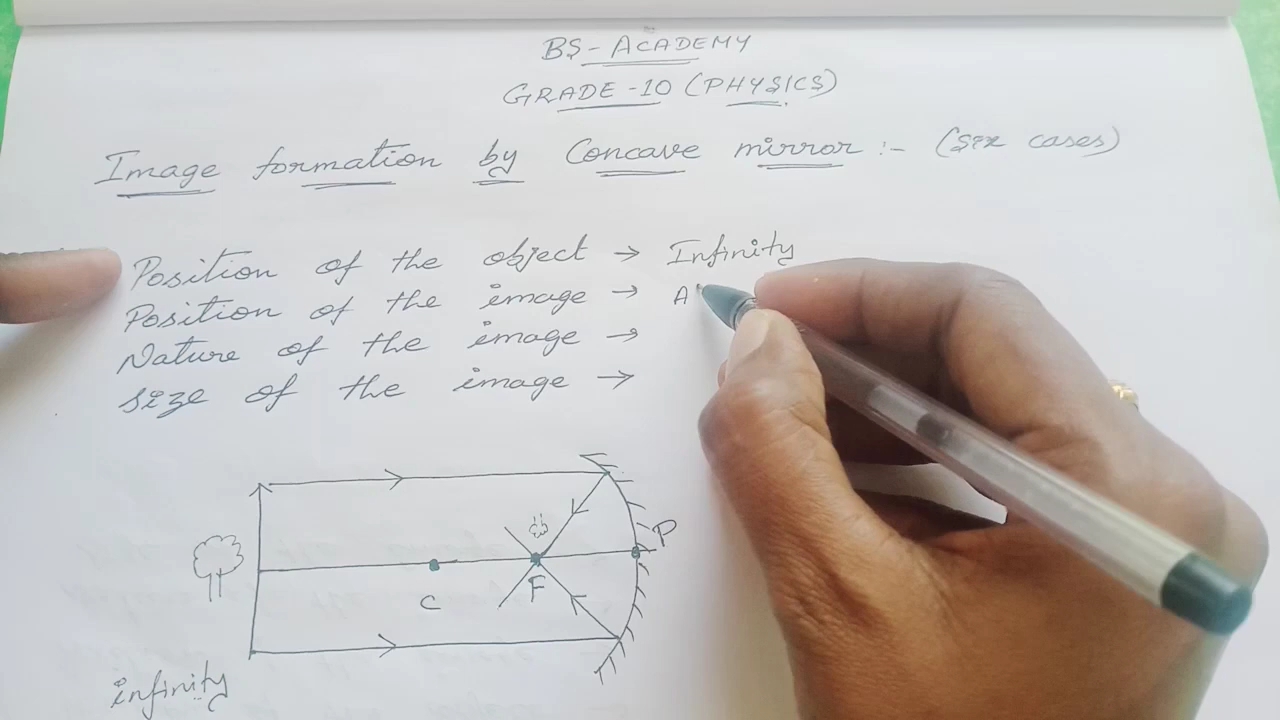 BS-ACADEMY
GRADE-10 (PHYSICS)
Image formation by Concave mirror :- (Six cases)
Position of the object → Infinity
Position of the image → A
Nature of the image →
size of the image →
P
C
F
infinity